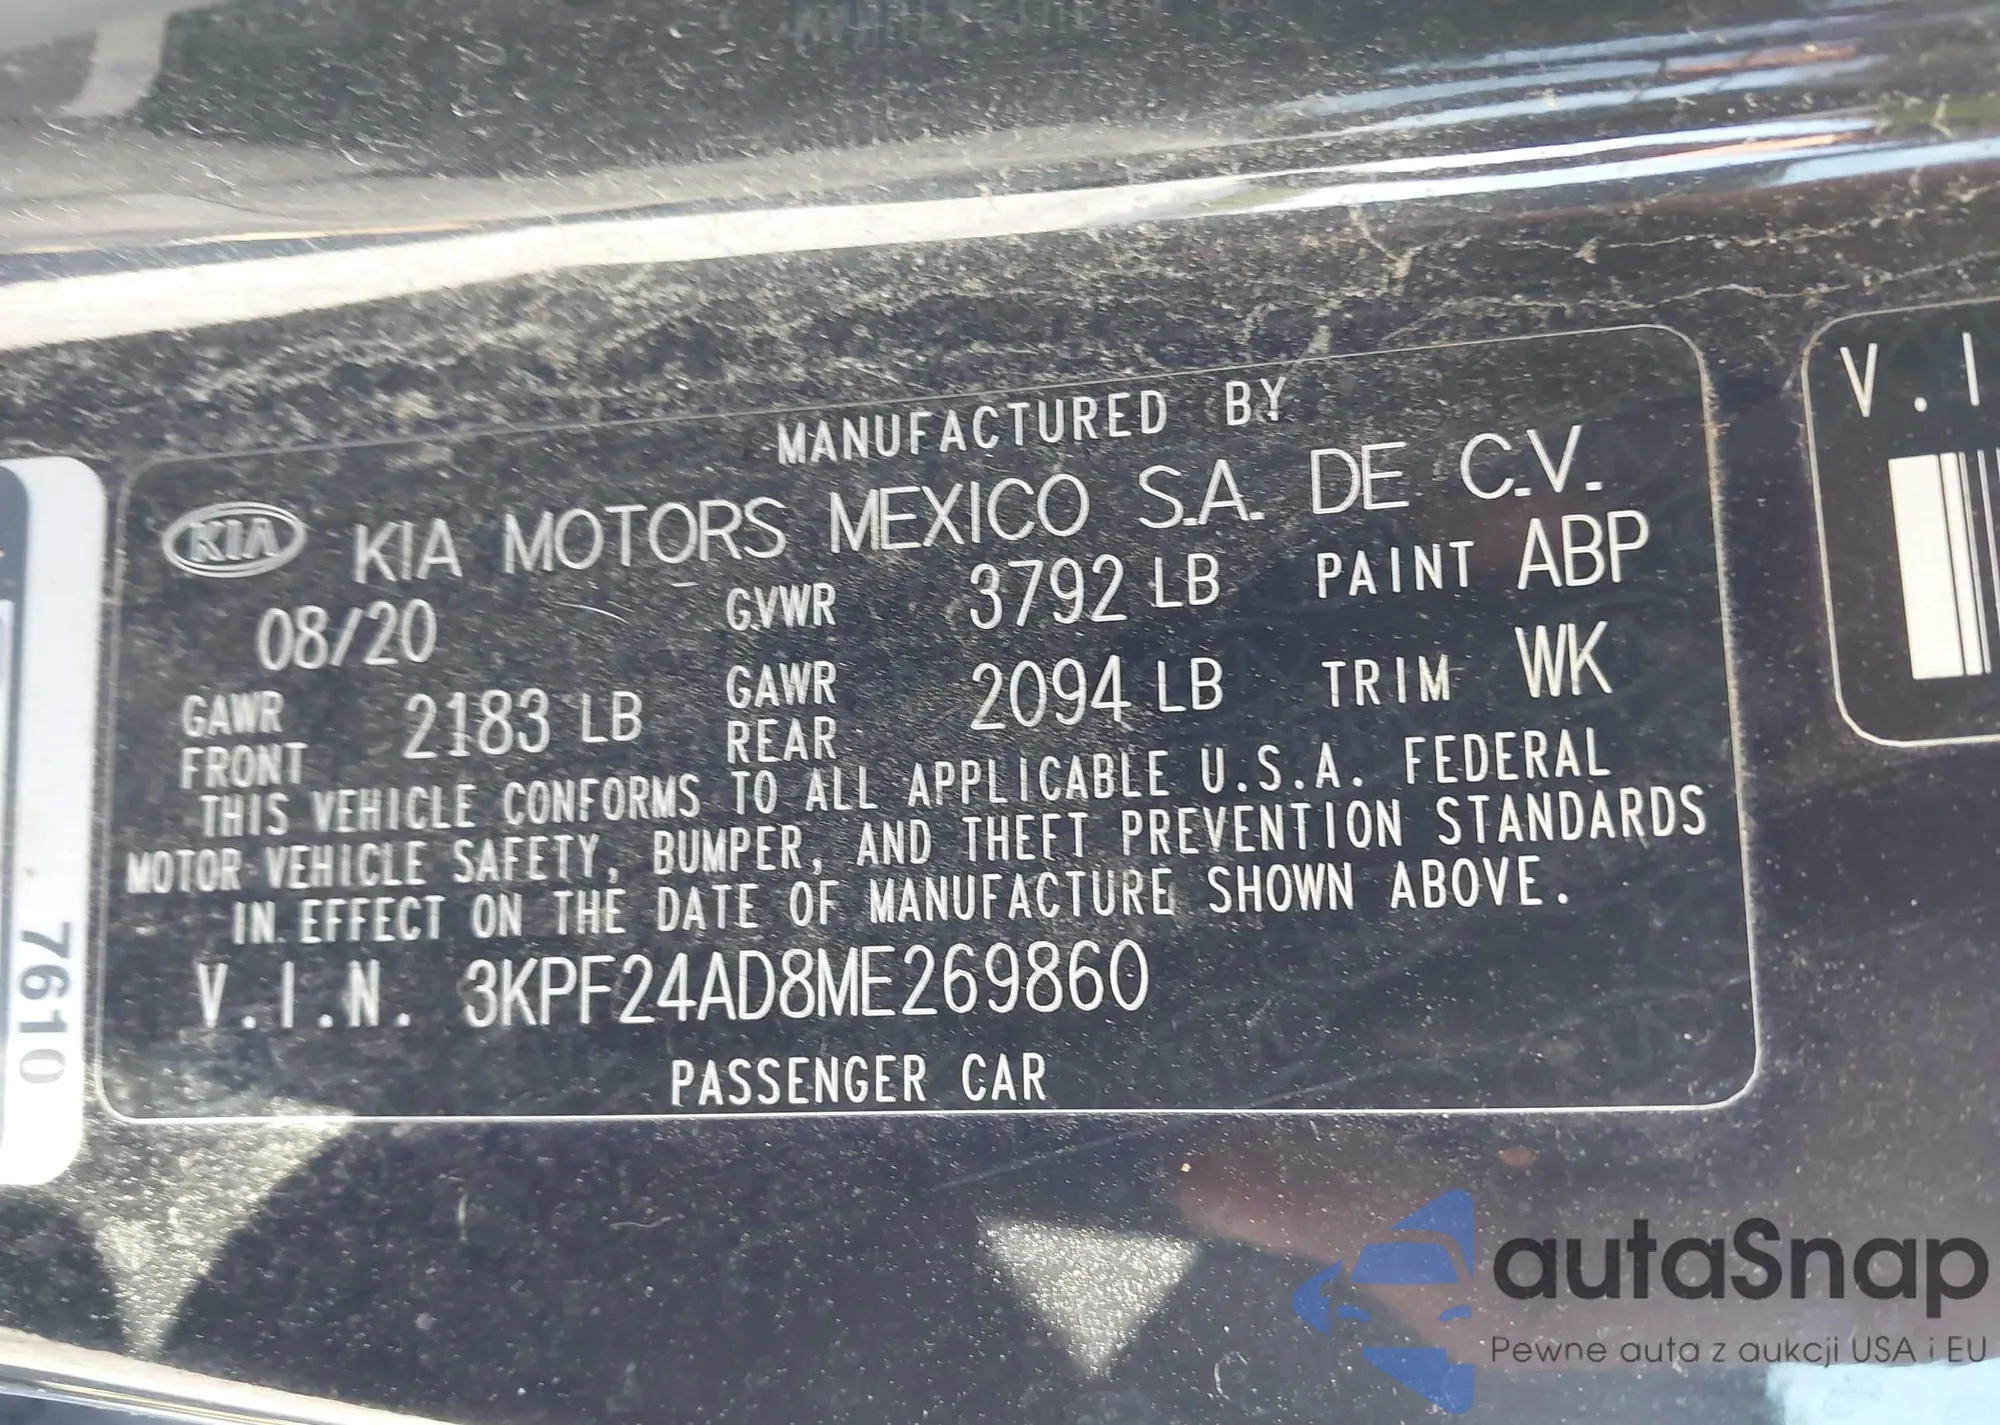 MANUFACTURED BY
KIA KIA MOTORS MEXICO S.A. DE C.V.
08/20 GVWR 3792 LB PAINT ABP
GAWR FRONT 2183 LB GAWR REAR 2094 LB TRIM WK
THIS VEHICLE CONFORMS TO ALL APPLICABLE U.S.A. FEDERAL
MOTOR VEHICLE SAFETY, BUMPER, AND THEFT PREVENTION STANDARDS
IN EFFECT ON THE DATE OF MANUFACTURE SHOWN ABOVE.
V.I.N. 3KPF24AD8ME269860
PASSENGER CAR
7610
V.I
autaSnap
Pewne auta z aukcji USA i EU